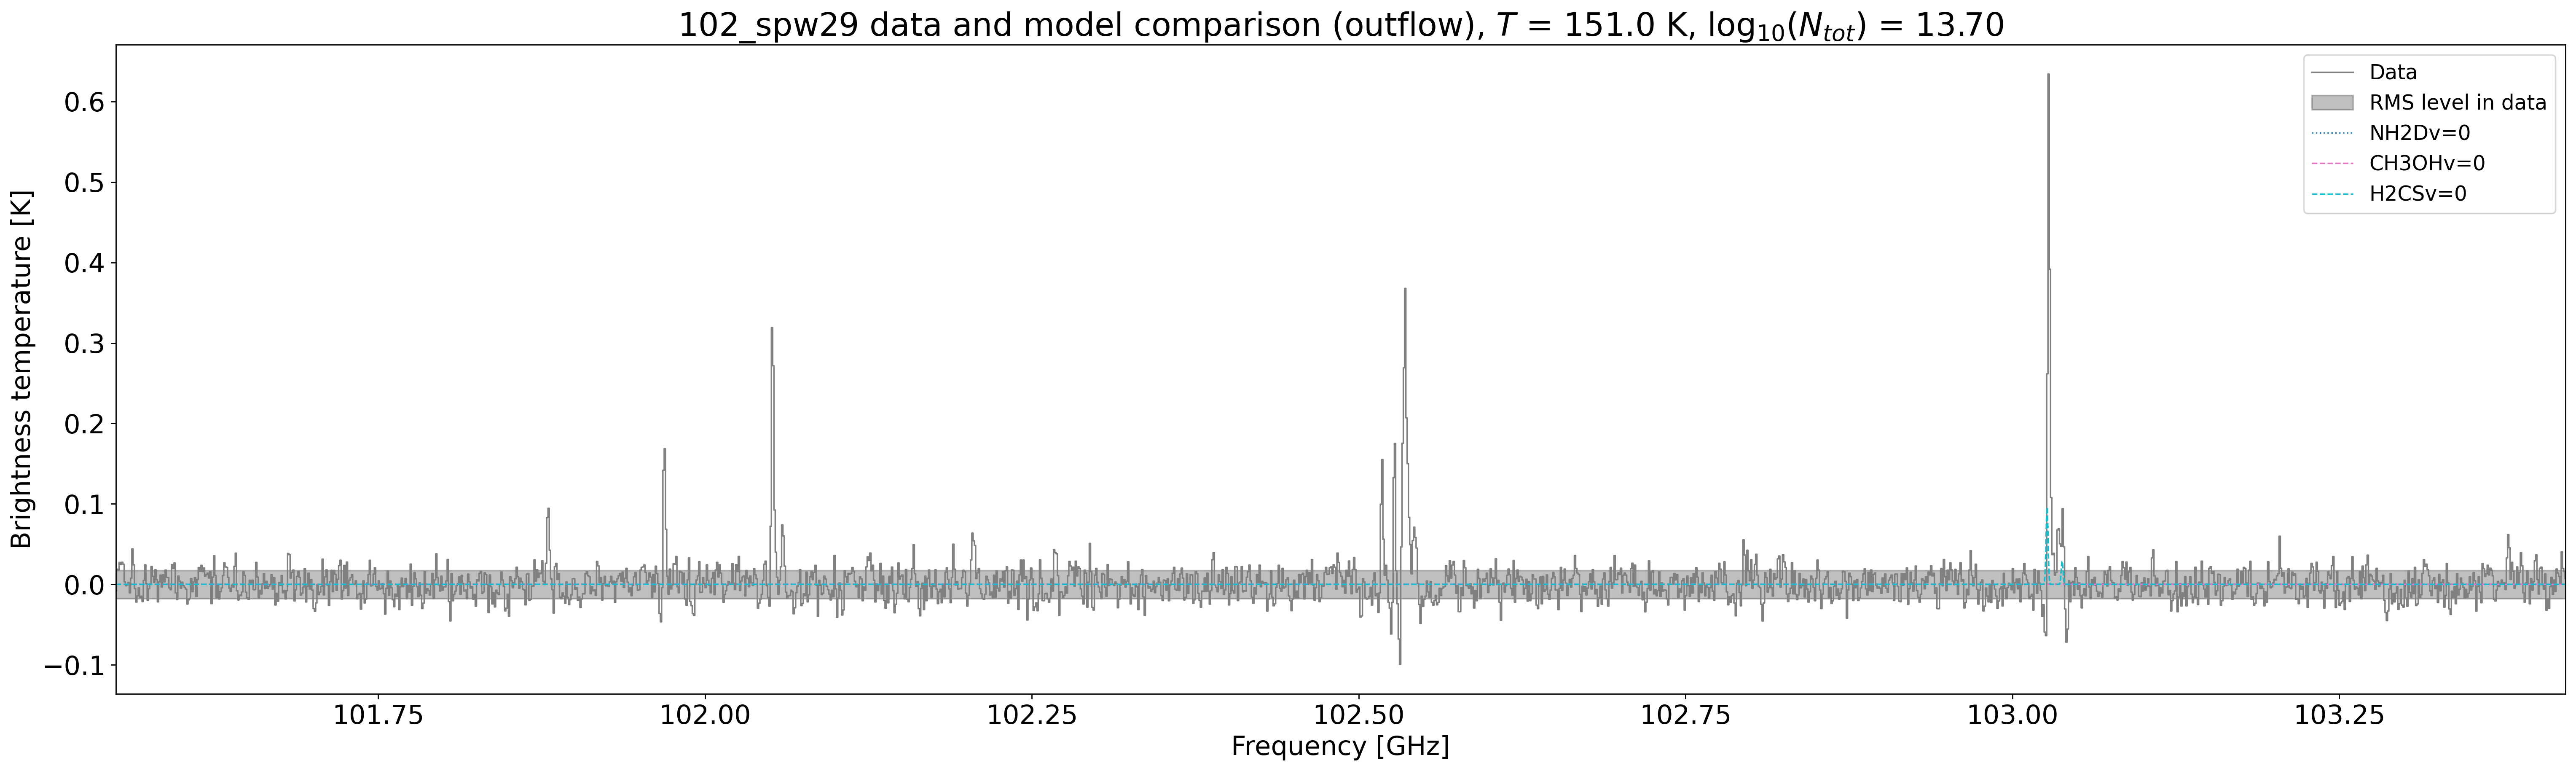 102_spw29 data and model comparison (outflow), T = 151.0 K, log₁₀(Nₜₒₜ) = 13.70
Data
RMS level in data
NH2Dv=0
CH3OHv=0
H2CSv=0
Brightness temperature [K]
0.6
0.5
0.4
0.3
0.2
0.1
0.0
−0.1
101.75 102.00 102.25 102.50 102.75 103.00 103.25
Frequency [GHz]